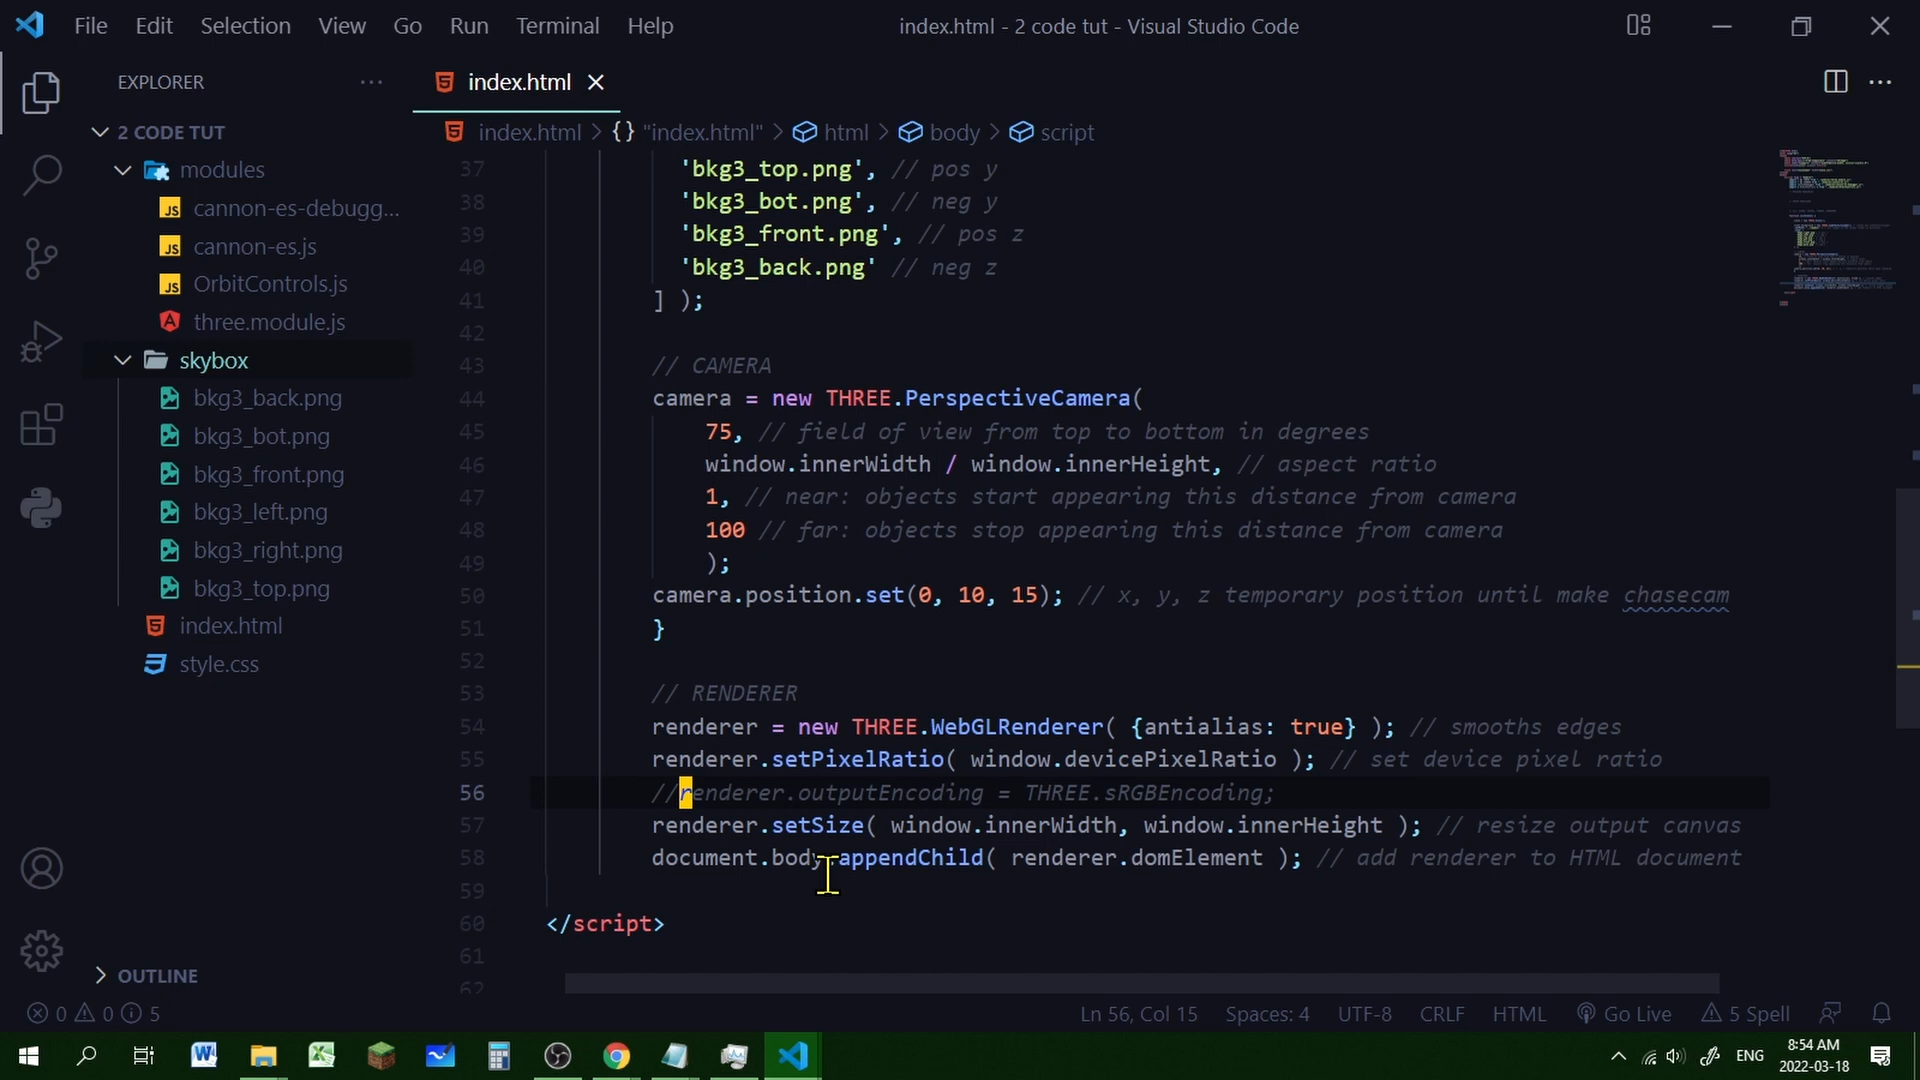 File Edit Selection View Go Run Terminal Help index.html - 2 code tut - Visual Studio Code
EXPLORER ··· index.html
2 CODE TUT index.html > {} "index.html" > html > body > script
modules
cannon-es-debugg...
cannon-es.js
OrbitControls.js
three.module.js
skybox
bkg3_back.png
bkg3_bot.png
bkg3_front.png
bkg3_left.png
bkg3_right.png
bkg3_top.png
index.html
style.css
OUTLINE
37 'bkg3_top.png', // pos y
38 'bkg3_bot.png', // neg y
39 'bkg3_front.png', // pos z
40 'bkg3_back.png' // neg z
41 ] );
42
43 // CAMERA
44 camera = new THREE.PerspectiveCamera(
45 75, // field of view from top to bottom in degrees
46 window.innerWidth / window.innerHeight, // aspect ratio
47 1, // near: objects start appearing this distance from camera
48 100 // far: objects stop appearing this distance from camera
49 );
50 camera.position.set(0, 10, 15); // x, y, z temporary position until make chasecam
51 }
52
53 // RENDERER
54 renderer = new THREE.WebGLRenderer( {antialias: true} ); // smooths edges
55 renderer.setPixelRatio( window.devicePixelRatio ); // set device pixel ratio
56 //renderer.outputEncoding = THREE.sRGBEncoding;
57 renderer.setSize( window.innerWidth, window.innerHeight ); // resize output canvas
58 document.body.appendChild( renderer.domElement ); // add renderer to HTML document
59
60 </script>
61
62
0 0 5 Ln 56, Col 15 Spaces: 4 UTF-8 CRLF HTML Go Live 5 Spell
ENG 8:54 AM
2022-03-18